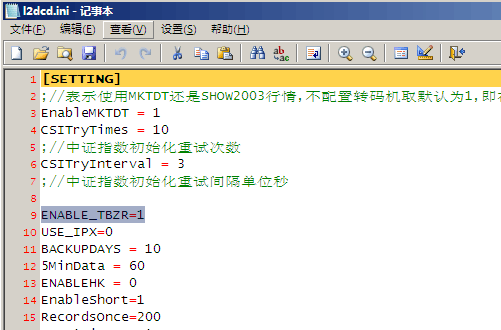 l2dcd.ini - 记事本
文件(F) 编辑(E) 查看(V) 设置(S) 帮助(H)
1 [SETTING]
2 ;//表示使用MKTDT还是SHOW2003行情,不配置转码机取默认为1,即
3 EnableMKTDT = 1
4 CSITryTimes = 10
5 ;//中证指数初始化重试次数
6 CSITryInterval = 3
7 ;//中证指数初始化重试间隔单位秒
8
9 ENABLE_TBZR=1
10 USE_IPX=0
11 BACKUPDAYS = 10
12 5MinData = 60
13 ENABLEHK = 0
14 EnableShort=1
15 RecordsOnce=200